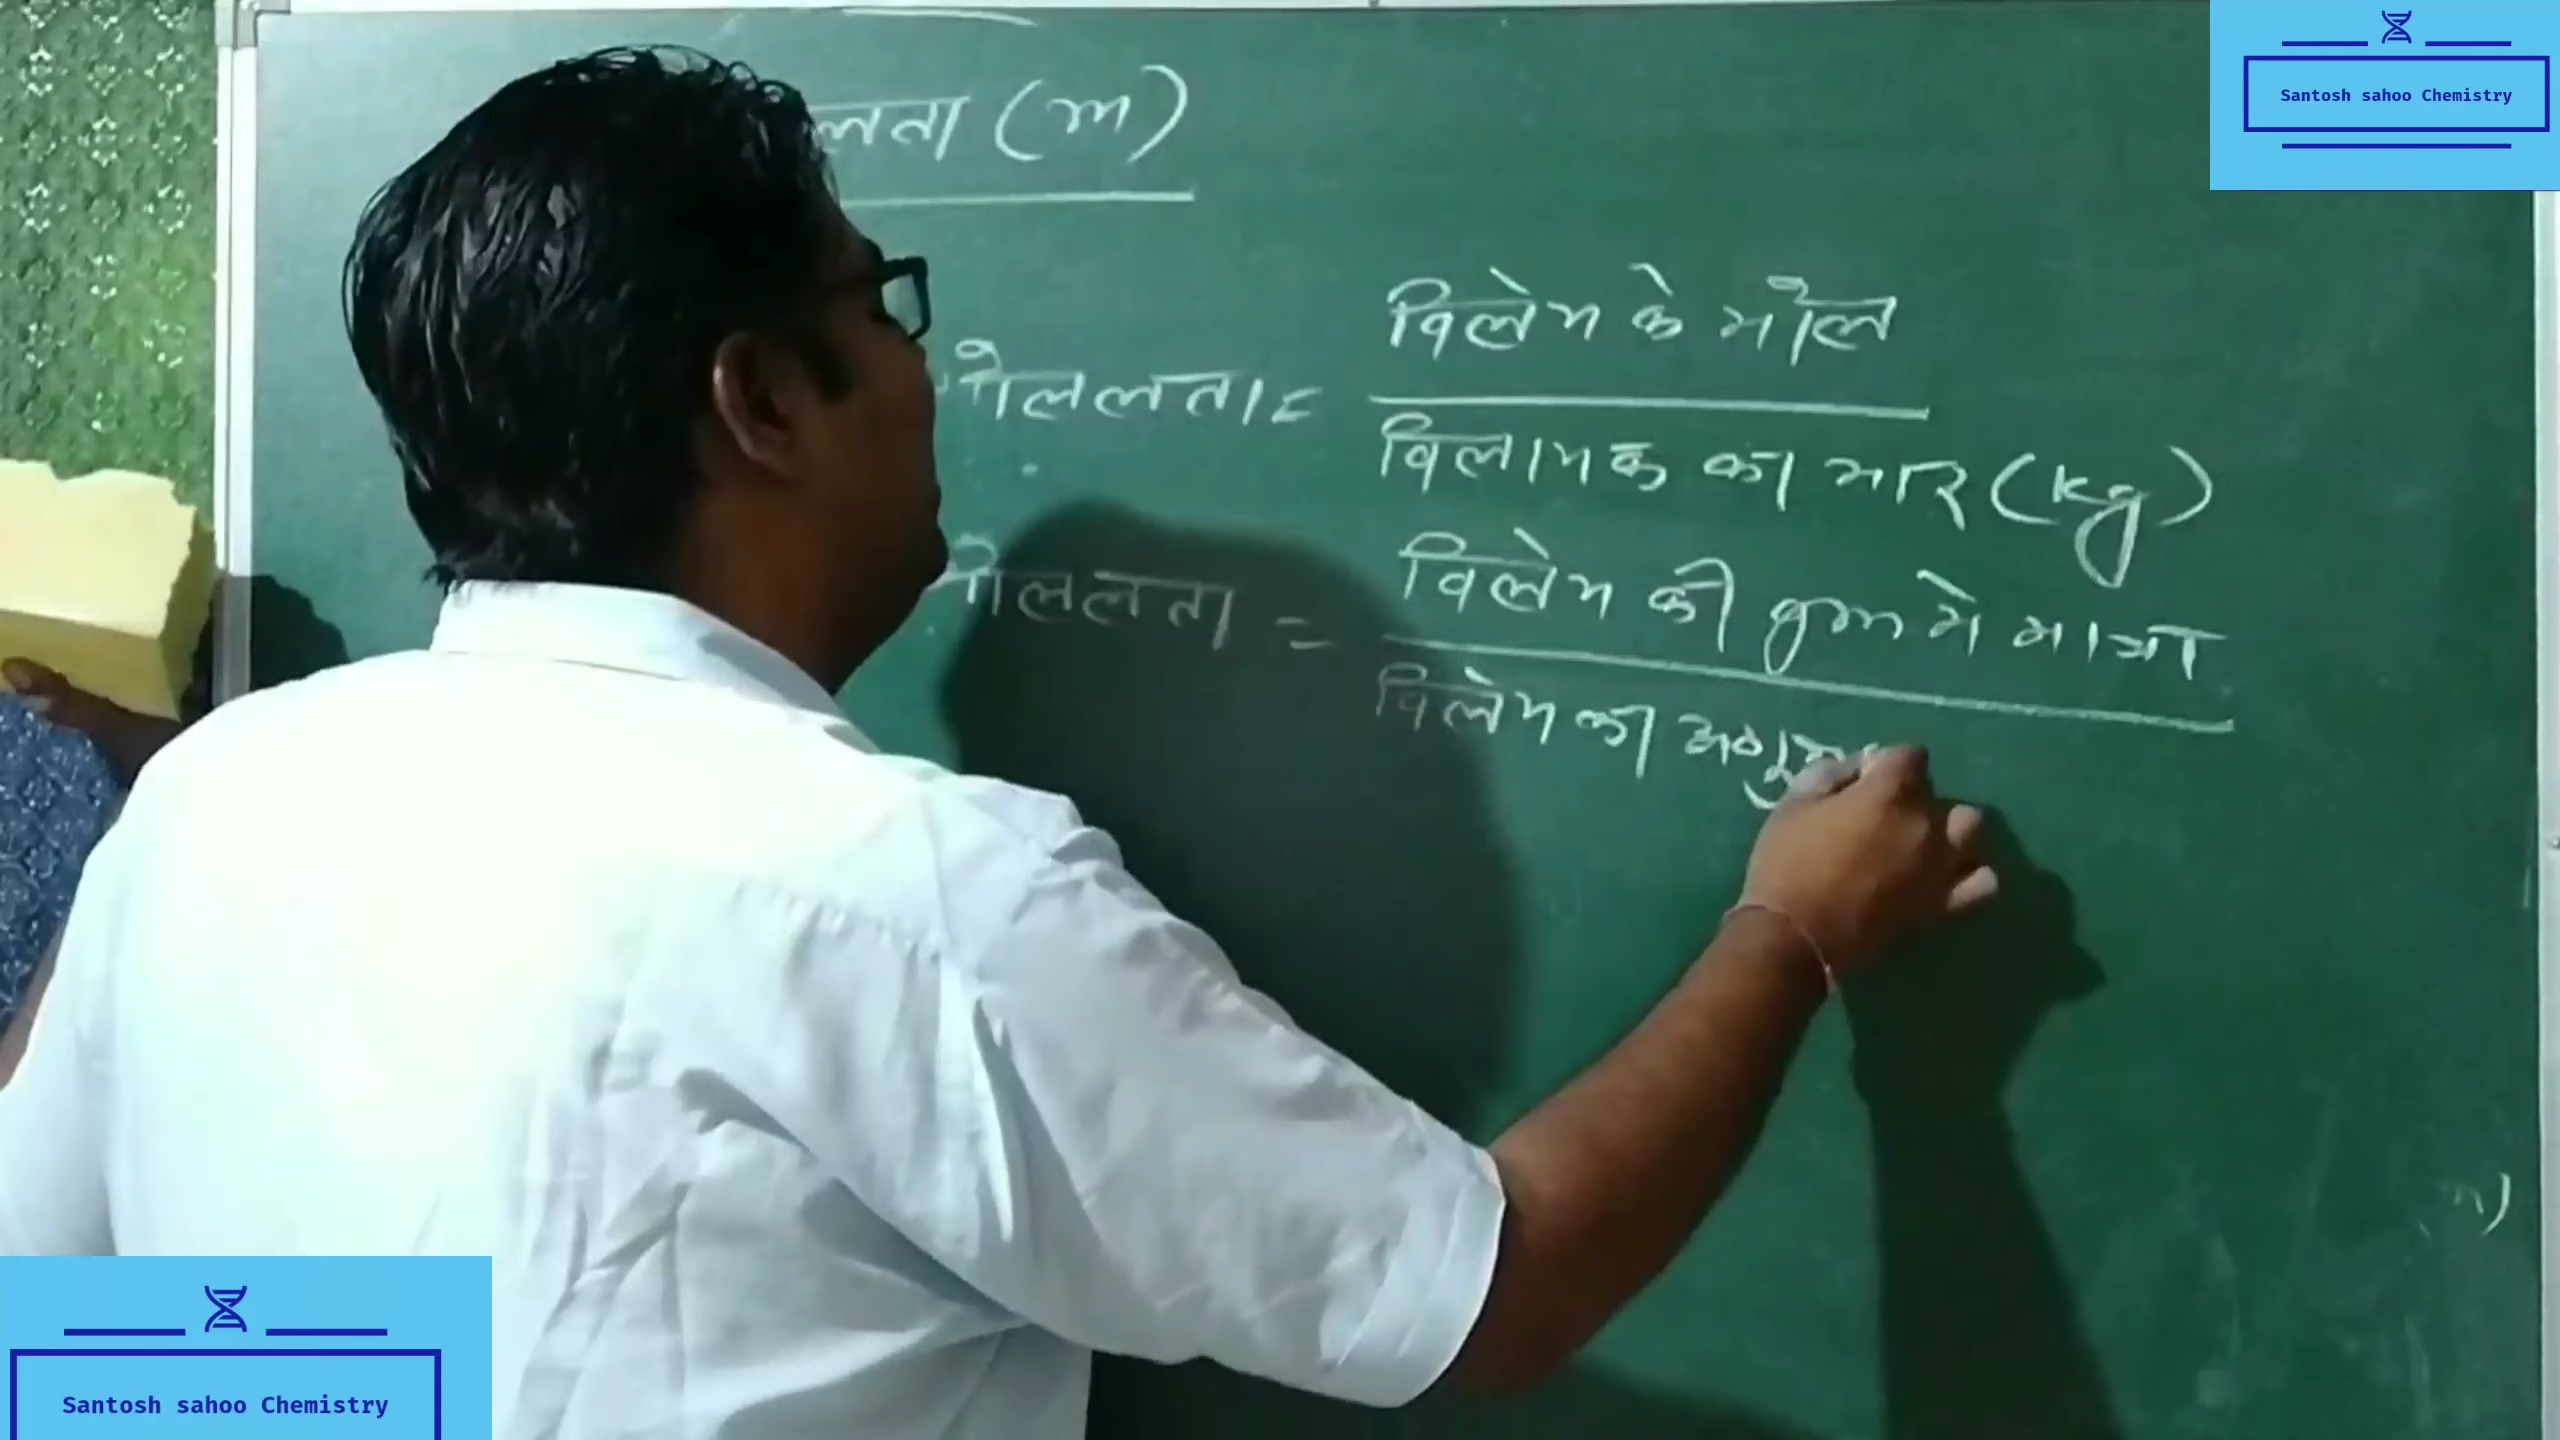 Santosh sahoo Chemistry
लता (m)
विलेय के मोल
मोललता =
विलायक का भार (kg)
विलेय की ग्राम मे मात्रा
मोललता =
विलेय का अणु
Santosh sahoo Chemistry